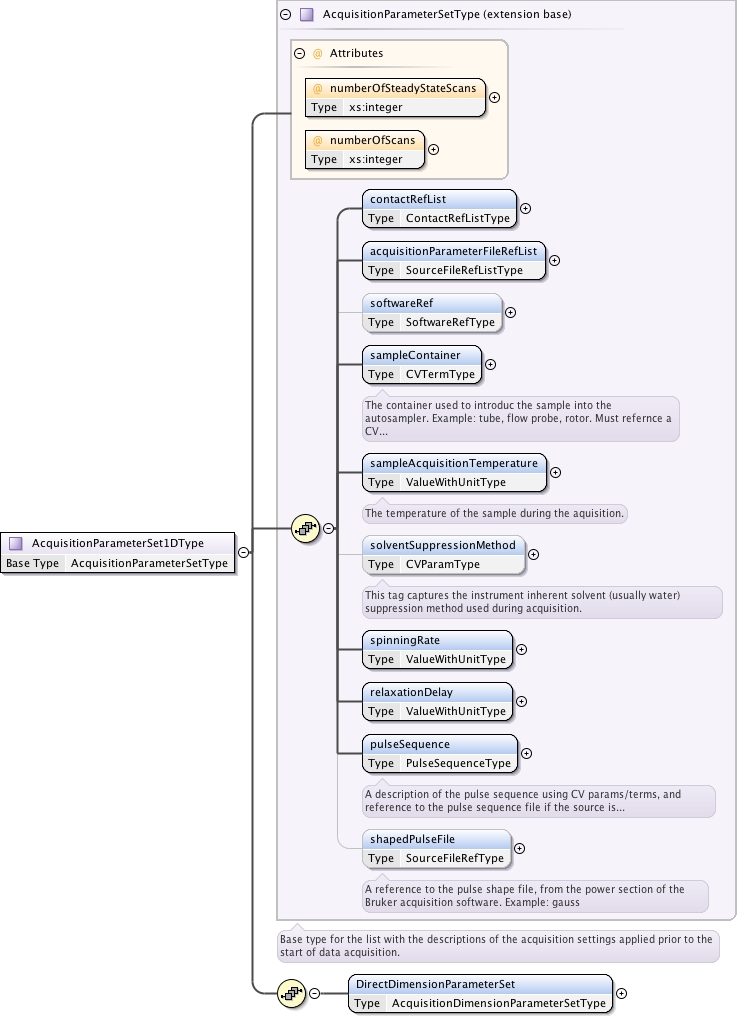 AcquisitionParameterSetType (extension base)
@ Attributes
@ numberOfSteadyStateScans
Type xs:integer
@ numberOfScans
Type xs:integer
contactRefList
Type ContactRefListType
acquisitionParameterFileRefList
Type SourceFileRefListType
softwareRef
Type SoftwareRefType
sampleContainer
Type CVTermType
The container used to introduc the sample into the
autosampler. Example: tube, flow probe, rotor. Must refernce a
CV...
sampleAcquisitionTemperature
Type ValueWithUnitType
The temperature of the sample during the aquisition.
AcquisitionParameterSet1DType
Base Type AcquisitionParameterSetType
solventSuppressionMethod
Type CVParamType
This tag captures the instrument inherent solvent (usually water)
suppression method used during acquisition.
spinningRate
Type ValueWithUnitType
relaxationDelay
Type ValueWithUnitType
pulseSequence
Type PulseSequenceType
A description of the pulse sequence using CV params/terms, and
reference to the pulse sequence file if the source is...
shapedPulseFile
Type SourceFileRefType
A reference to the pulse shape file, from the power section of the
Bruker acquisition software. Example: gauss
Base type for the list with the descriptions of the acquisition settings applied prior to the
start of data acquisition.
DirectDimensionParameterSet
Type AcquisitionDimensionParameterSetType